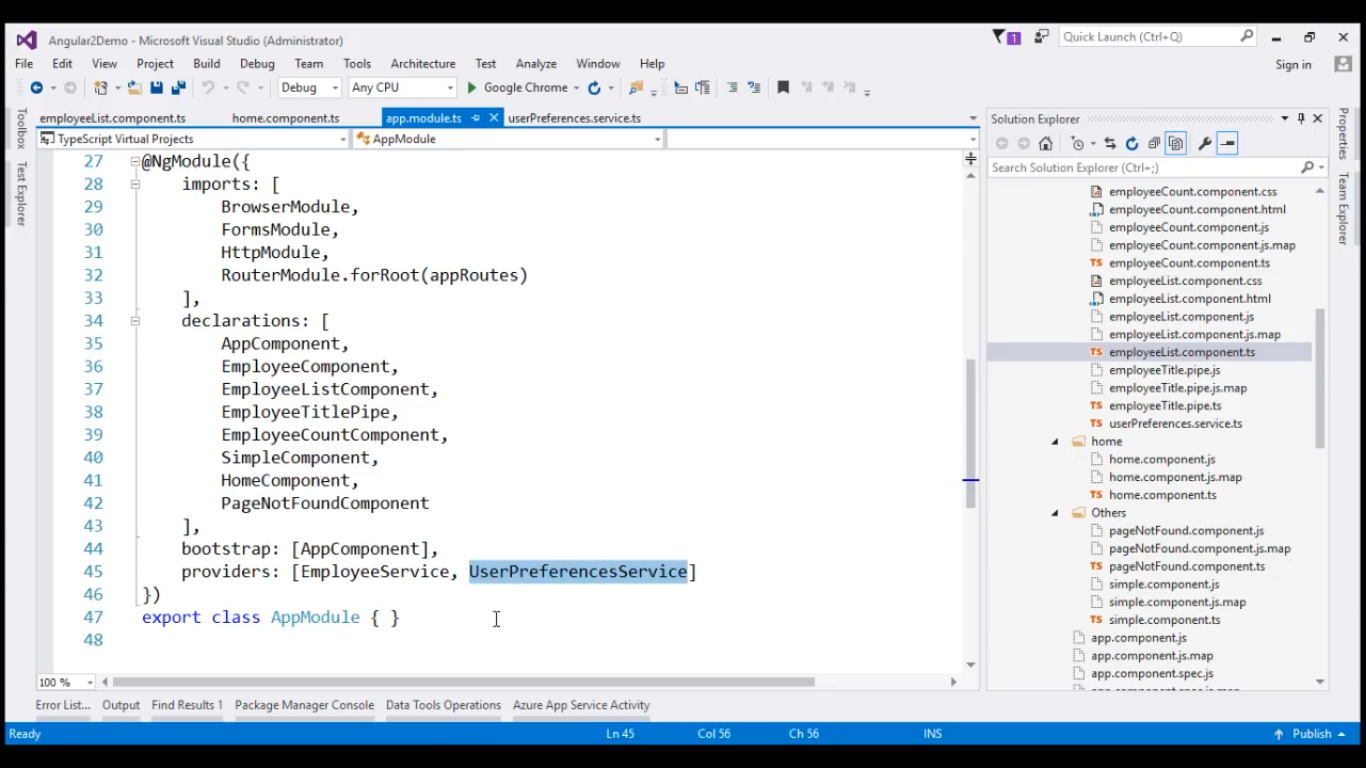 Angular2Demo - Microsoft Visual Studio (Administrator)
1
Quick Launch (Ctrl+Q)
File Edit View Project Build Debug Team Tools Architecture Test Analyze Window Help
Sign in
Debug Any CPU Google Chrome
Toolbox
Test Explorer
employeeList.component.ts home.component.ts app.module.ts userPreferences.service.ts
TypeScript Virtual Projects AppModule
27 @NgModule({
28 imports: [
29 BrowserModule,
30 FormsModule,
31 HttpModule,
32 RouterModule.forRoot(appRoutes)
33 ],
34 declarations: [
35 AppComponent,
36 EmployeeComponent,
37 EmployeeListComponent,
38 EmployeeTitlePipe,
39 EmployeeCountComponent,
40 SimpleComponent,
41 HomeComponent,
42 PageNotFoundComponent
43 ],
44 bootstrap: [AppComponent],
45 providers: [EmployeeService, UserPreferencesService]
46 })
47 export class AppModule { }
48
100 %
Solution Explorer
Search Solution Explorer (Ctrl+;)
employeeCount.component.css
employeeCount.component.html
employeeCount.component.js
employeeCount.component.js.map
TS employeeCount.component.ts
employeeList.component.css
employeeList.component.html
employeeList.component.js
employeeList.component.js.map
TS employeeList.component.ts
employeeTitle.pipe.js
employeeTitle.pipe.js.map
TS employeeTitle.pipe.ts
TS userPreferences.service.ts
home
home.component.js
home.component.js.map
TS home.component.ts
Others
pageNotFound.component.js
pageNotFound.component.js.map
TS pageNotFound.component.ts
simple.component.js
simple.component.js.map
TS simple.component.ts
app.component.js
app.component.js.map
app.component.spec.js
Properties
Team Explorer
Error List... Output Find Results 1 Package Manager Console Data Tools Operations Azure App Service Activity
Ready Ln 45 Col 56 Ch 56 INS Publish